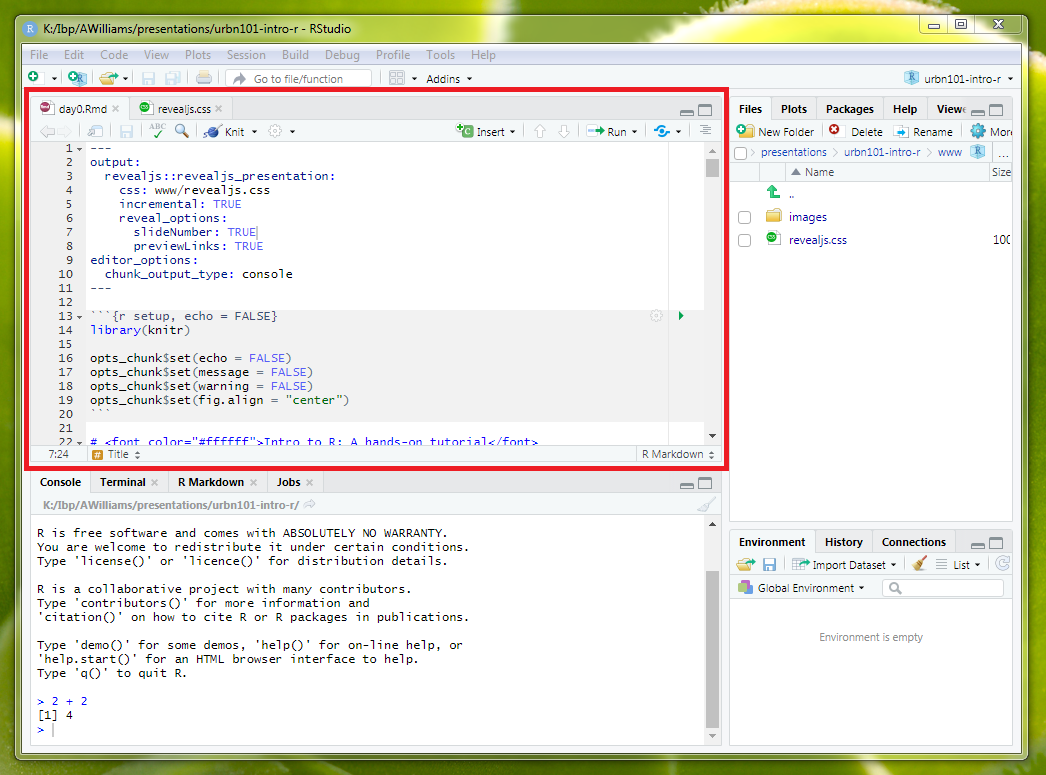 K:/Ibp/AWilliams/presentations/urbn101-intro-r - RStudio
File Edit Code View Plots Session Build Debug Profile Tools Help
Go to file/function Addins urbn101-intro-r
day0.Rmd revealjs.css
ABC Knit Insert Run
1 ---
2 output:
3 revealjs::revealjs_presentation:
4 css: www/revealjs.css
5 incremental: TRUE
6 reveal_options:
7 slideNumber: TRUE
8 previewLinks: TRUE
9 editor_options:
10 chunk_output_type: console
11 ---
12
13 ```{r setup, echo = FALSE}
14 library(knitr)
15
16 opts_chunk$set(echo = FALSE)
17 opts_chunk$set(message = FALSE)
18 opts_chunk$set(warning = FALSE)
19 opts_chunk$set(fig.align = "center")
20 ```
21
22 # <font color="#ffffff">Intro to R: A hands-on tutorial</font>
7:24 # Title R Markdown
Console Terminal R Markdown Jobs
K:/Ibp/AWilliams/presentations/urbn101-intro-r/
R is free software and comes with ABSOLUTELY NO WARRANTY.
You are welcome to redistribute it under certain conditions.
Type 'license()' or 'licence()' for distribution details.
R is a collaborative project with many contributors.
Type 'contributors()' for more information and
'citation()' on how to cite R or R packages in publications.
Type 'demo()' for some demos, 'help()' for on-line help, or
'help.start()' for an HTML browser interface to help.
Type 'q()' to quit R.
> 2 + 2
[1] 4
>
Files Plots Packages Help Viewe
New Folder Delete Rename More
presentations urbn101-intro-r www ...
Name Size
..
images
revealjs.css 100
Environment History Connections
Import Dataset List
Global Environment
Environment is empty